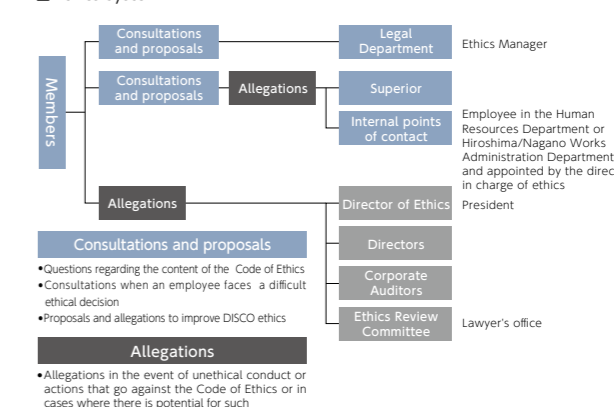 Consultations
and proposals
Legal
Department
Ethics Manager
Members
Consultations
and proposals
Allegations
Superior
Internal points
of contact
Employee in the Human
Resources Department or
Hiroshima/Nagano Works
Administration Department
and appointed by the direc
in charge of ethics
Allegations
Director of Ethics
President
Directors
Corporate
Auditors
Ethics Review
Committee
Lawyer's office
Consultations and proposals
•Questions regarding the content of the Code of Ethics
•Consultations when an employee faces a difficult
ethical decision
•Proposals and allegations to improve DISCO ethics
Allegations
•Allegations in the event of unethical conduct or
actions that go against the Code of Ethics or in
cases where there is potential for such